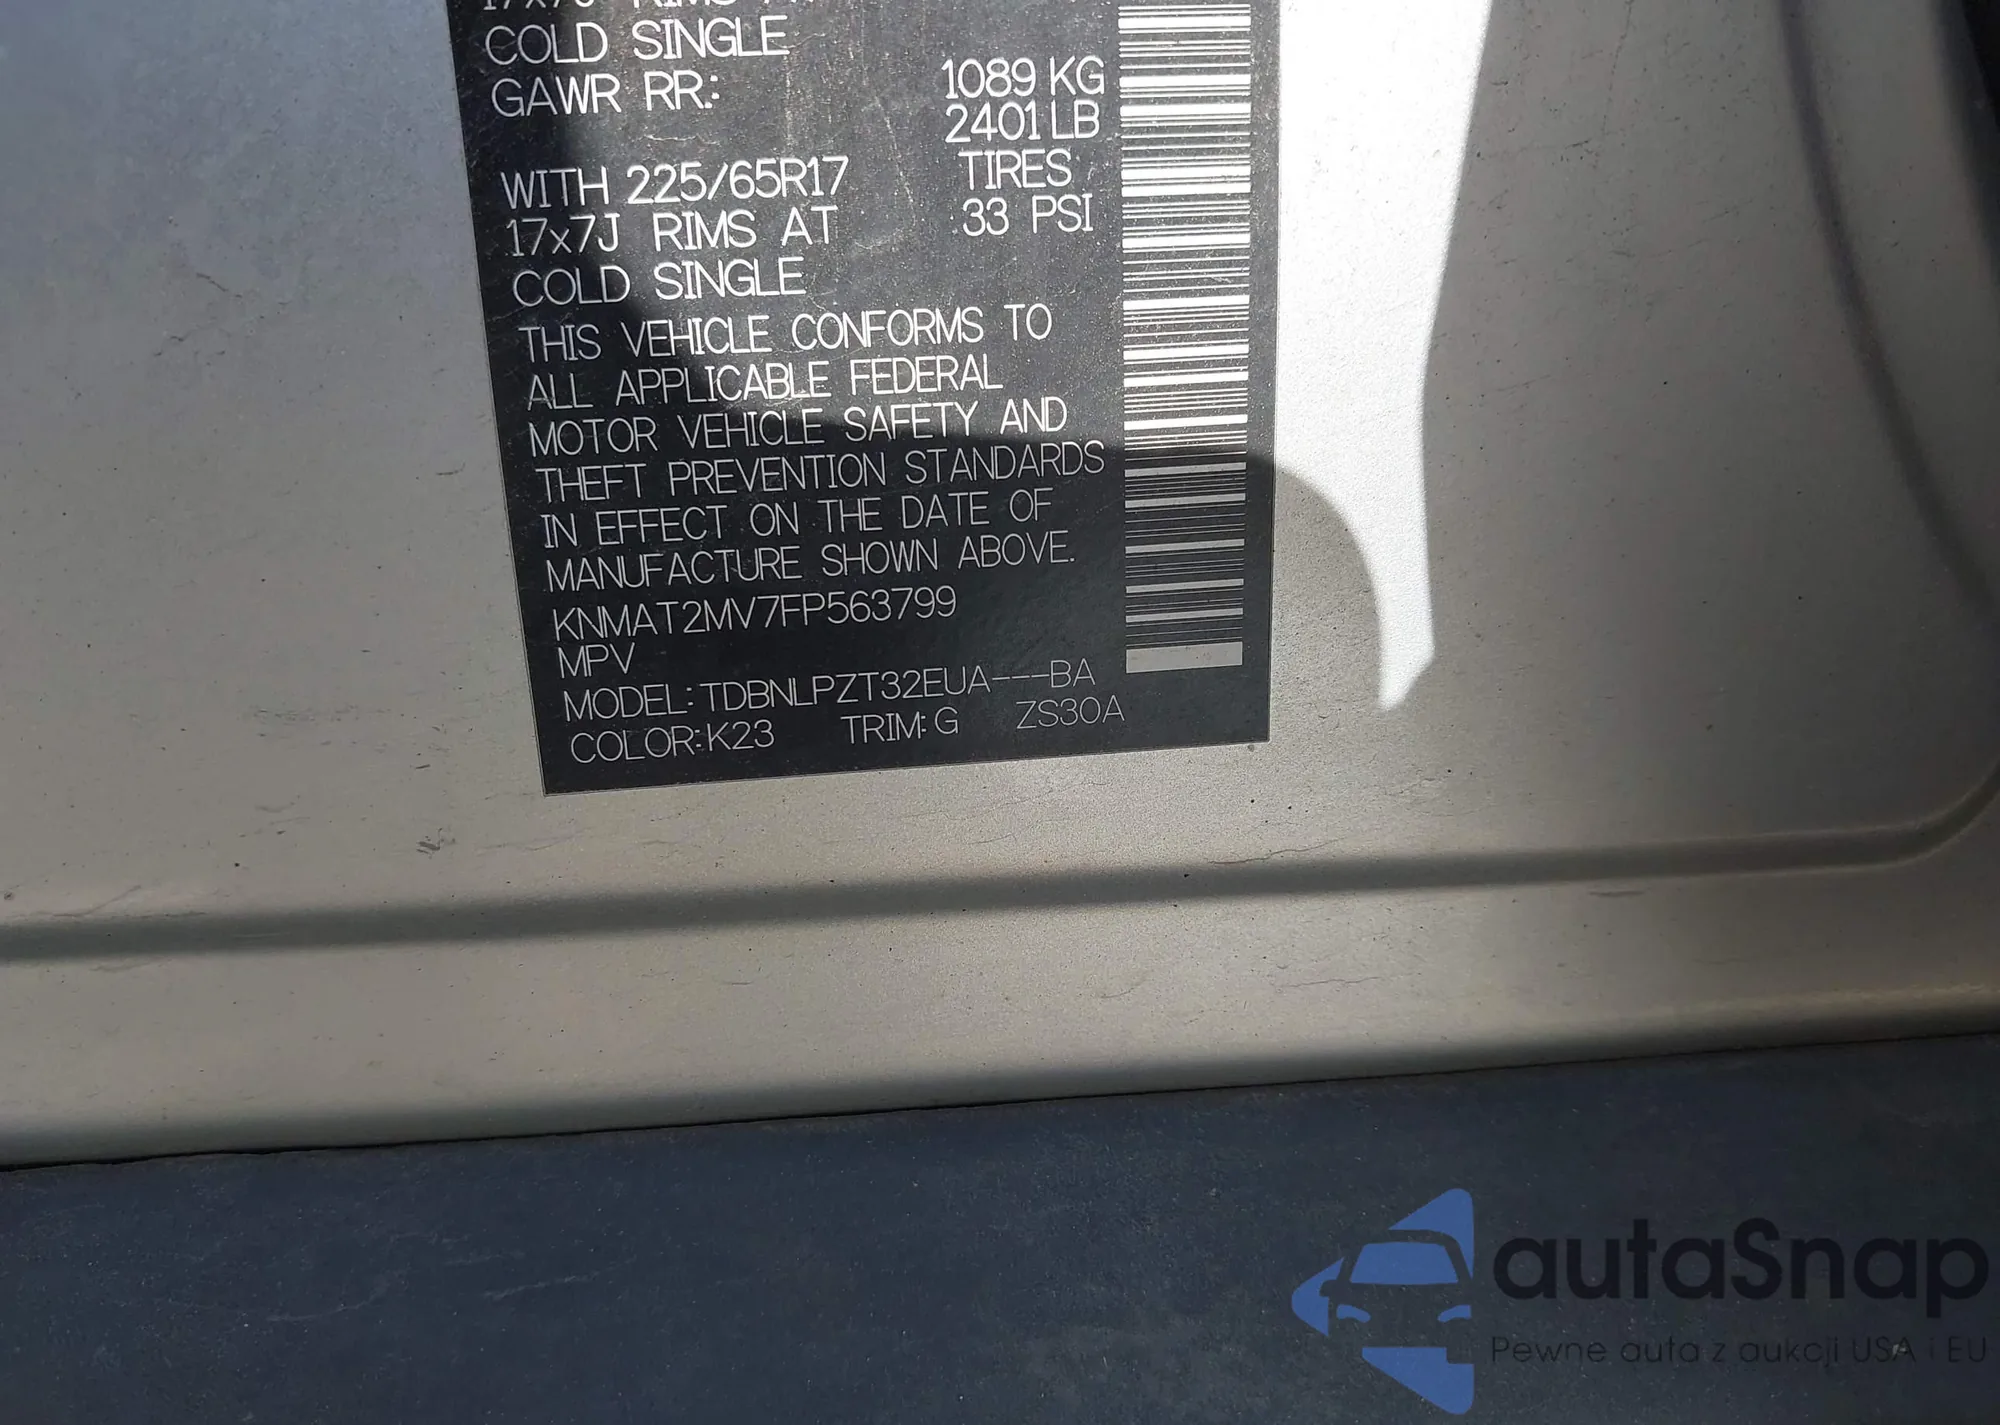 17x7J RIMS AT
COLD SINGLE
GAWR RR.: 1089 KG
2401 LB
WITH 225/65R17 TIRES
17x7J RIMS AT 33 PSI
COLD SINGLE
THIS VEHICLE CONFORMS TO
ALL APPLICABLE FEDERAL
MOTOR VEHICLE SAFETY AND
THEFT PREVENTION STANDARDS
IN EFFECT ON THE DATE OF
MANUFACTURE SHOWN ABOVE.
KNMAT2MV7FP563799
MPV
MODEL: TDBNLPZT32EUA---BA
COLOR: K23 TRIM: G ZS30A
autaSnap
Pewne auta z aukcji USA i EU